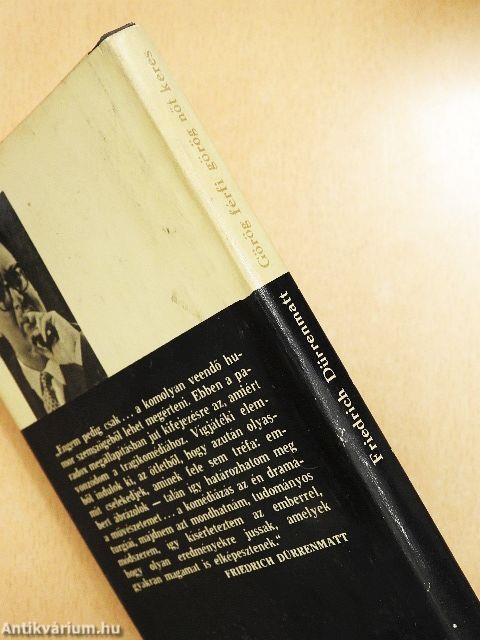 Görög férfi görög nőt keres
Friedrich Dürrenmatt
„Engem pedig csak... a komolyan veendő hu-
mor szemszögéből lehet megérteni. Ebben a pa-
radox megállapításban jut kifejezésre az, amiért
vonzódom a tragikomédiához. Vígjátéki elem-
ből indulok ki, az ötletből, hogy azután olyas-
mit cselekedjek, aminek fele sem tréfa: em-
bert ábrázolok — talán így határozhatom meg
a művészetemet... a komédiázás az én drama-
turgiái, majdnem azt mondhatnám, tudományos
módszerem, így kísérletezem az emberrel,
hogy olyan eredményekre jussak, amelyek
gyakran magamat is elképesztenek.“
FRIEDRICH DÜRRENMATT
Antikvárium.hu